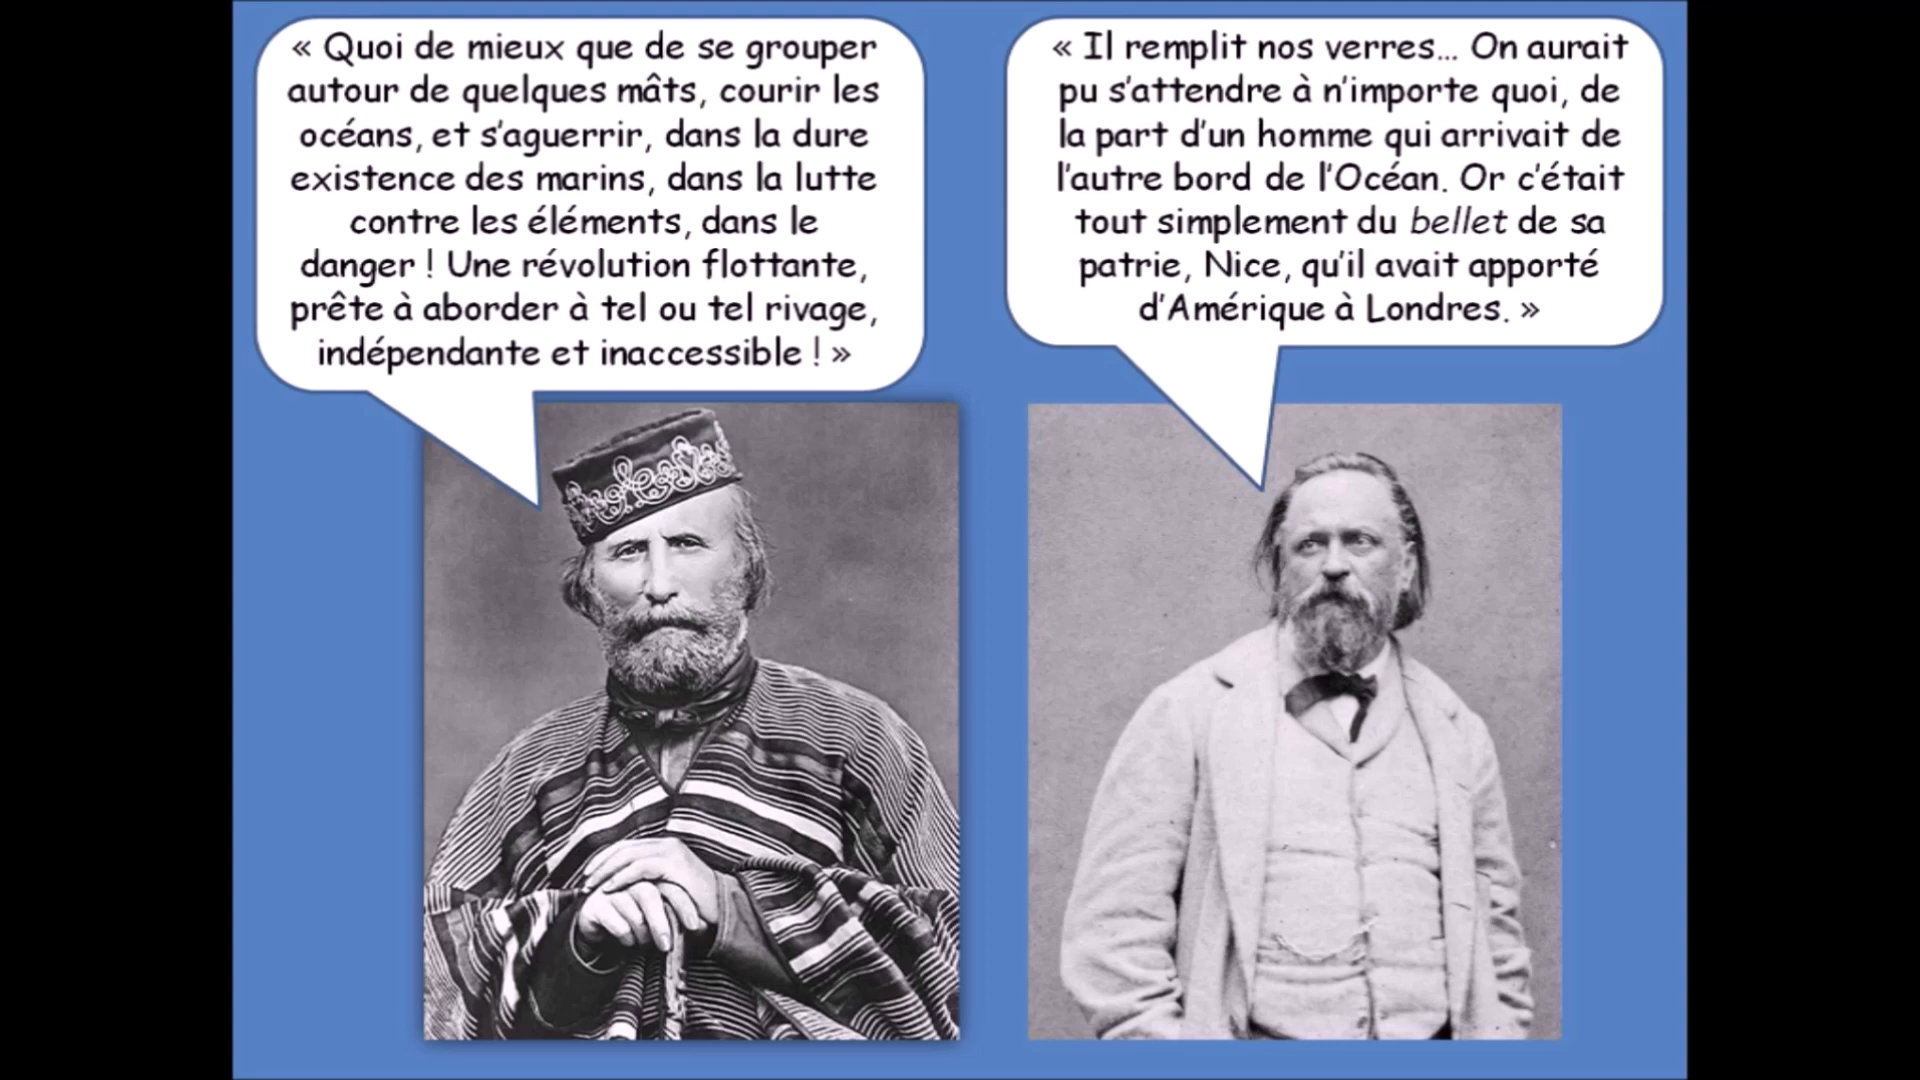 « Quoi de mieux que de se grouper
autour de quelques mâts, courir les
océans, et s'aguerrir, dans la dure
existence des marins, dans la lutte
contre les éléments, dans le
danger ! Une révolution flottante,
prête à aborder à tel ou tel rivage,
indépendante et inaccessible ! »
« Il remplit nos verres... On aurait
pu s'attendre à n'importe quoi, de
la part d'un homme qui arrivait de
l'autre bord de l'Océan. Or c'était
tout simplement du bellet de sa
patrie, Nice, qu'il avait apporté
d'Amérique à Londres. »